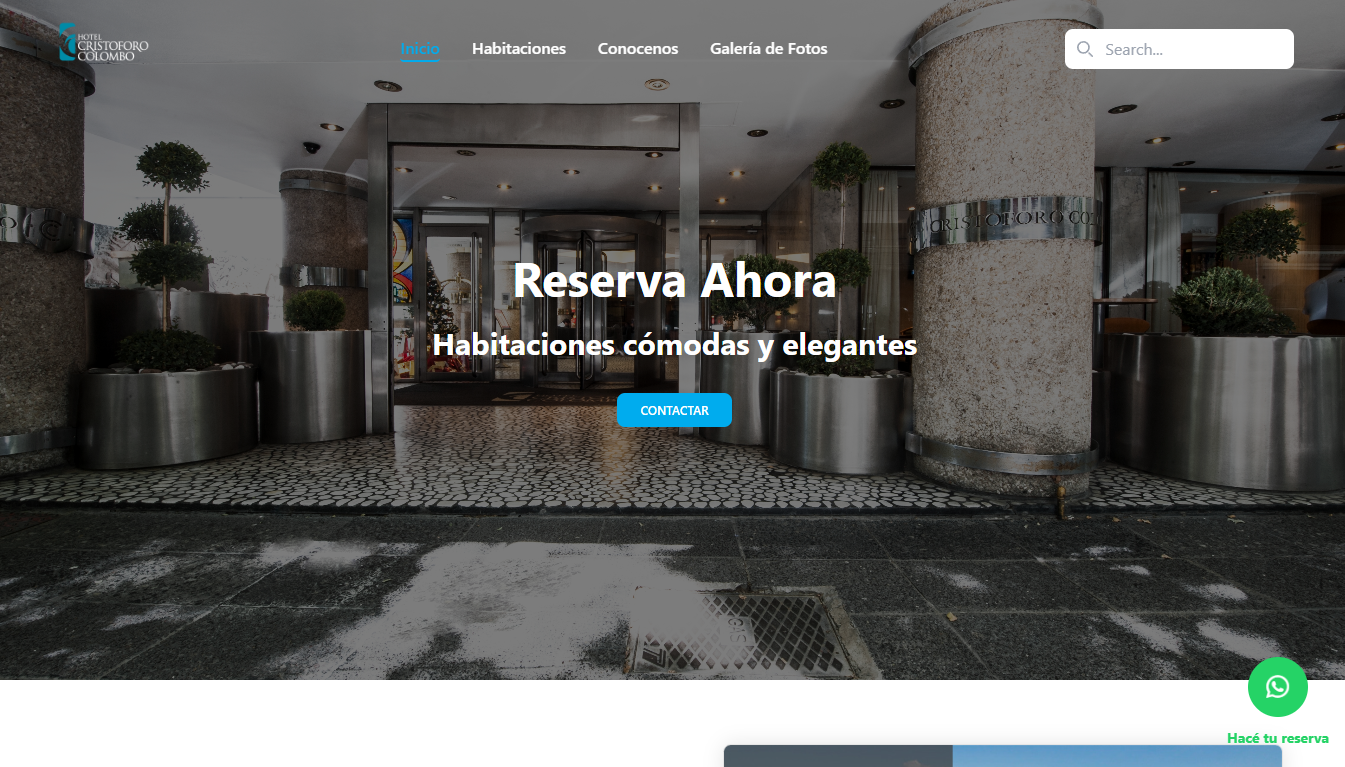 HOTEL
CRISTOFORO
COLOMBO
Inicio
Habitaciones
Conocenos
Galería de Fotos
Search...
CRISTOFORO CO
Reserva Ahora
Habitaciones cómodas y elegantes
CONTACTAR
Hacé tu reserva